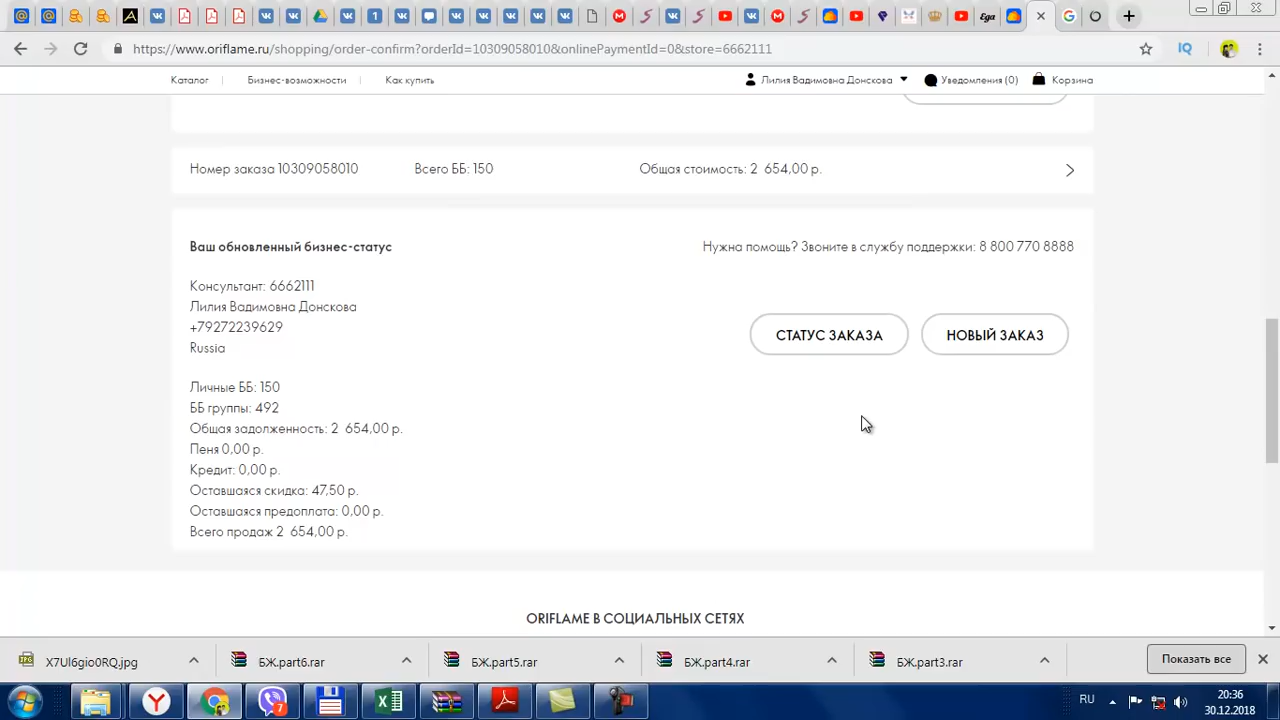 Ega
https://www.oriflame.ru/shopping/order-confirm?orderId=10309058010&onlinePaymentId=0&store=6662111
IQ
Каталог Бизнес-возможности Как купить Лилия Вадимовна Донскова Уведомления (0) Корзина
Номер заказа 10309058010 Всего ББ: 150 Общая стоимость: 2 654,00 р.
Ваш обновленный бизнес-статус Нужна помощь? Звоните в службу поддержки: 8 800 770 8888
Консультант: 6662111
Лилия Вадимовна Донскова
+79272239629
Russia
СТАТУС ЗАКАЗА НОВЫЙ ЗАКАЗ
Личные ББ: 150
ББ группы: 492
Общая задолженность: 2 654,00 р.
Пеня 0,00 р.
Кредит: 0,00 р.
Оставшаяся скидка: 47,50 р.
Оставшаяся предоплата: 0,00 р.
Всего продаж 2 654,00 р.
ORIFLAME В СОЦИАЛЬНЫХ СЕТЯХ
X7Ul6gio0RQ.jpg БЖ.part6.rar БЖ.part5.rar БЖ.part4.rar БЖ.part3.rar Показать все
RU 20:36
30.12.2018